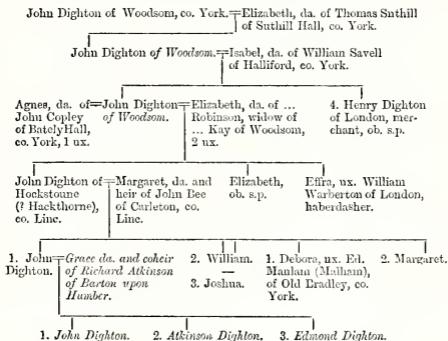 John Dighton of Woodsom, co. York.=Elizabeth, da. of Thomas Suthill
of Suthill Hall, co. York.
John Dighton of Woodsom.=Isabel, da. of William Savell
of Halliford, co. York.
Agnes, da. of=John Dighton=Elizabeth, da. of ... 4. Henry Dighton
John Copley of Woodsom. Robinson, widow of of London, mer-
of Bately Hall, ... Kay of Woodsom, chant, ob. s.p.
co. York, 1 ux. 2 ux.
John Dighton of=Margaret, da. and Elizabeth, Effra, ux. William
Hockstoune heir of John Bee ob. s.p. Warberton of London,
(? Hackthorne), of Carleton, co. haberdasher.
co. Linc. Linc.
1. John=Grace da. and coheir 2. William. 1. Debora, ux. Ed. 2. Margaret.
Dighton. of Richard Atkinson — Manlam (Malham),
of Barton upon 3. Joshua. of Old Bradley, co.
Humber. York.
1. John Dighton. 2. Atkinson Dighton. 3. Edmond Dighton.